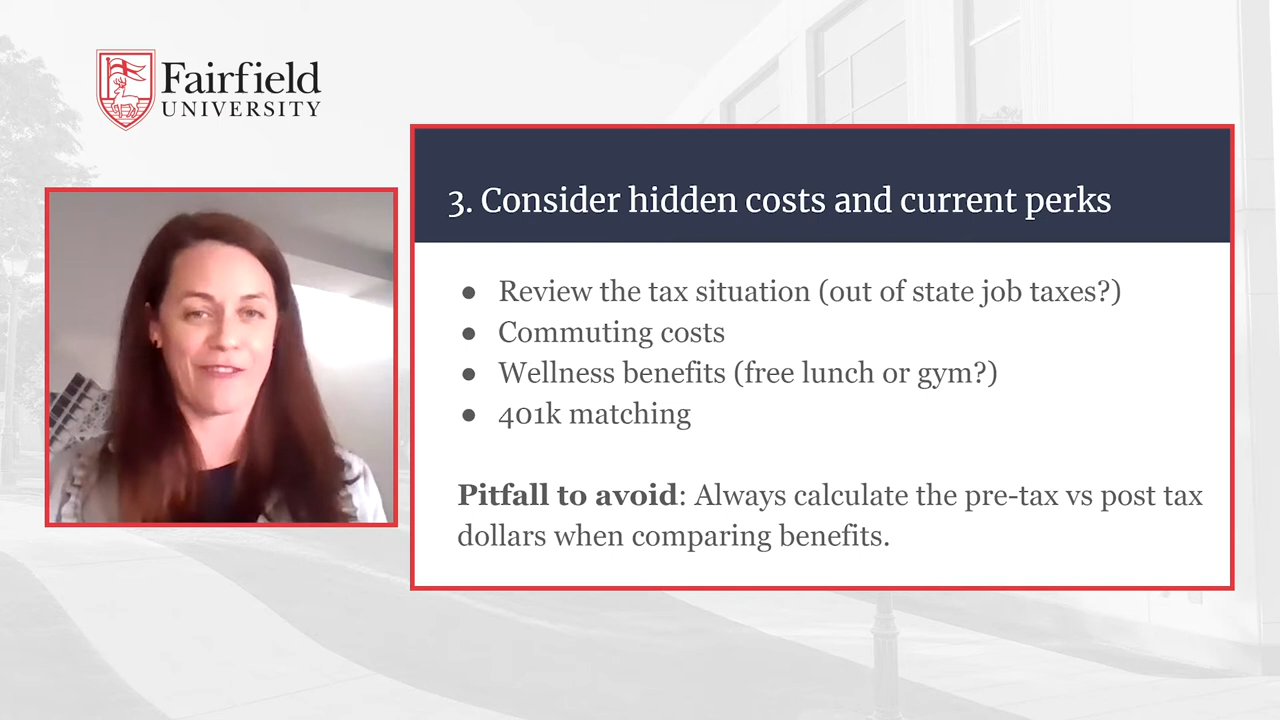 Fairfield
UNIVERSITY
3. Consider hidden costs and current perks
● Review the tax situation (out of state job taxes?)
● Commuting costs
● Wellness benefits (free lunch or gym?)
● 401k matching
Pitfall to avoid: Always calculate the pre-tax vs post tax
dollars when comparing benefits.